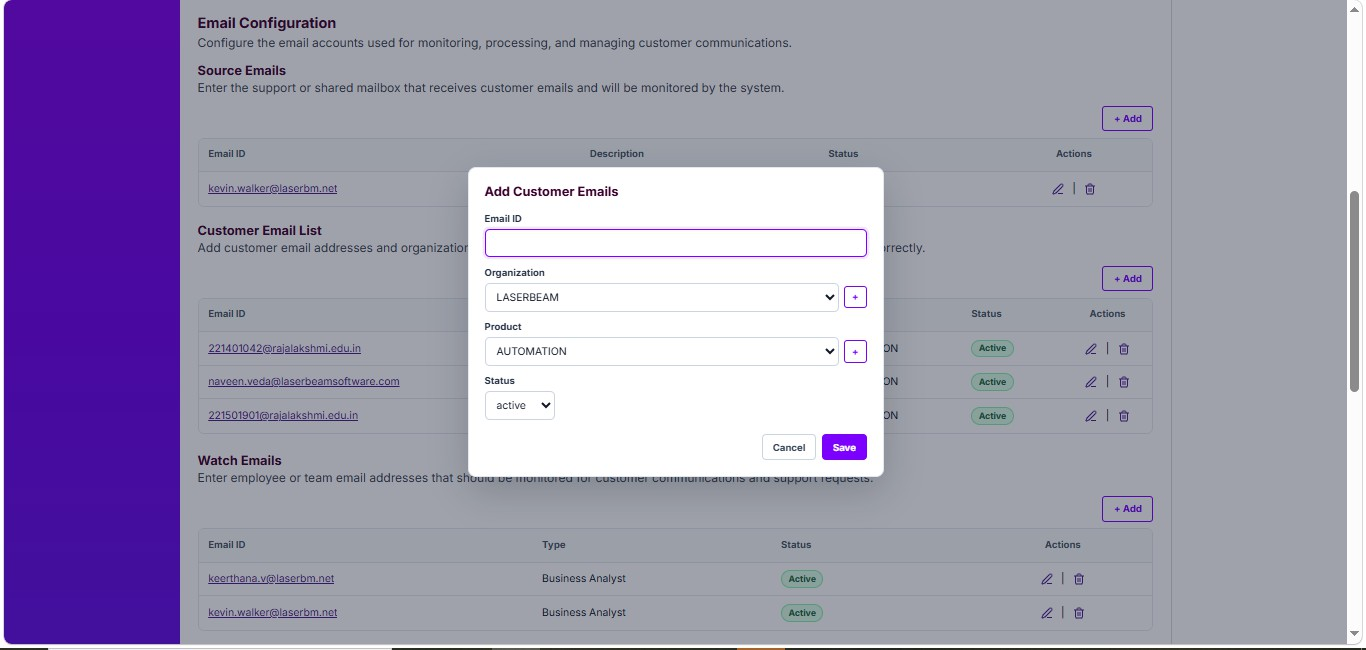 Email Configuration
Configure the email accounts used for monitoring, processing, and managing customer communications.
Source Emails
Enter the support or shared mailbox that receives customer emails and will be monitored by the system.
+ Add
Email ID Description Status Actions
kevin.walker@laserbm.net |
Customer Email List
Add customer email addresses and organization rrectly.
+ Add
Email ID Status Actions
221401042@rajalakshmi.edu.in ON Active |
naveen.veda@laserbeamsoftware.com ON Active |
221501901@rajalakshmi.edu.in ON Active |
Add Customer Emails
Email ID
Organization
LASERBEAM +
Product
AUTOMATION +
Status
active
Cancel Save
Watch Emails
Enter employee or team email addresses that should be monitored for customer communications and support requests.
+ Add
Email ID Type Status Actions
keerthana.v@laserbm.net Business Analyst Active |
kevin.walker@laserbm.net Business Analyst Active |